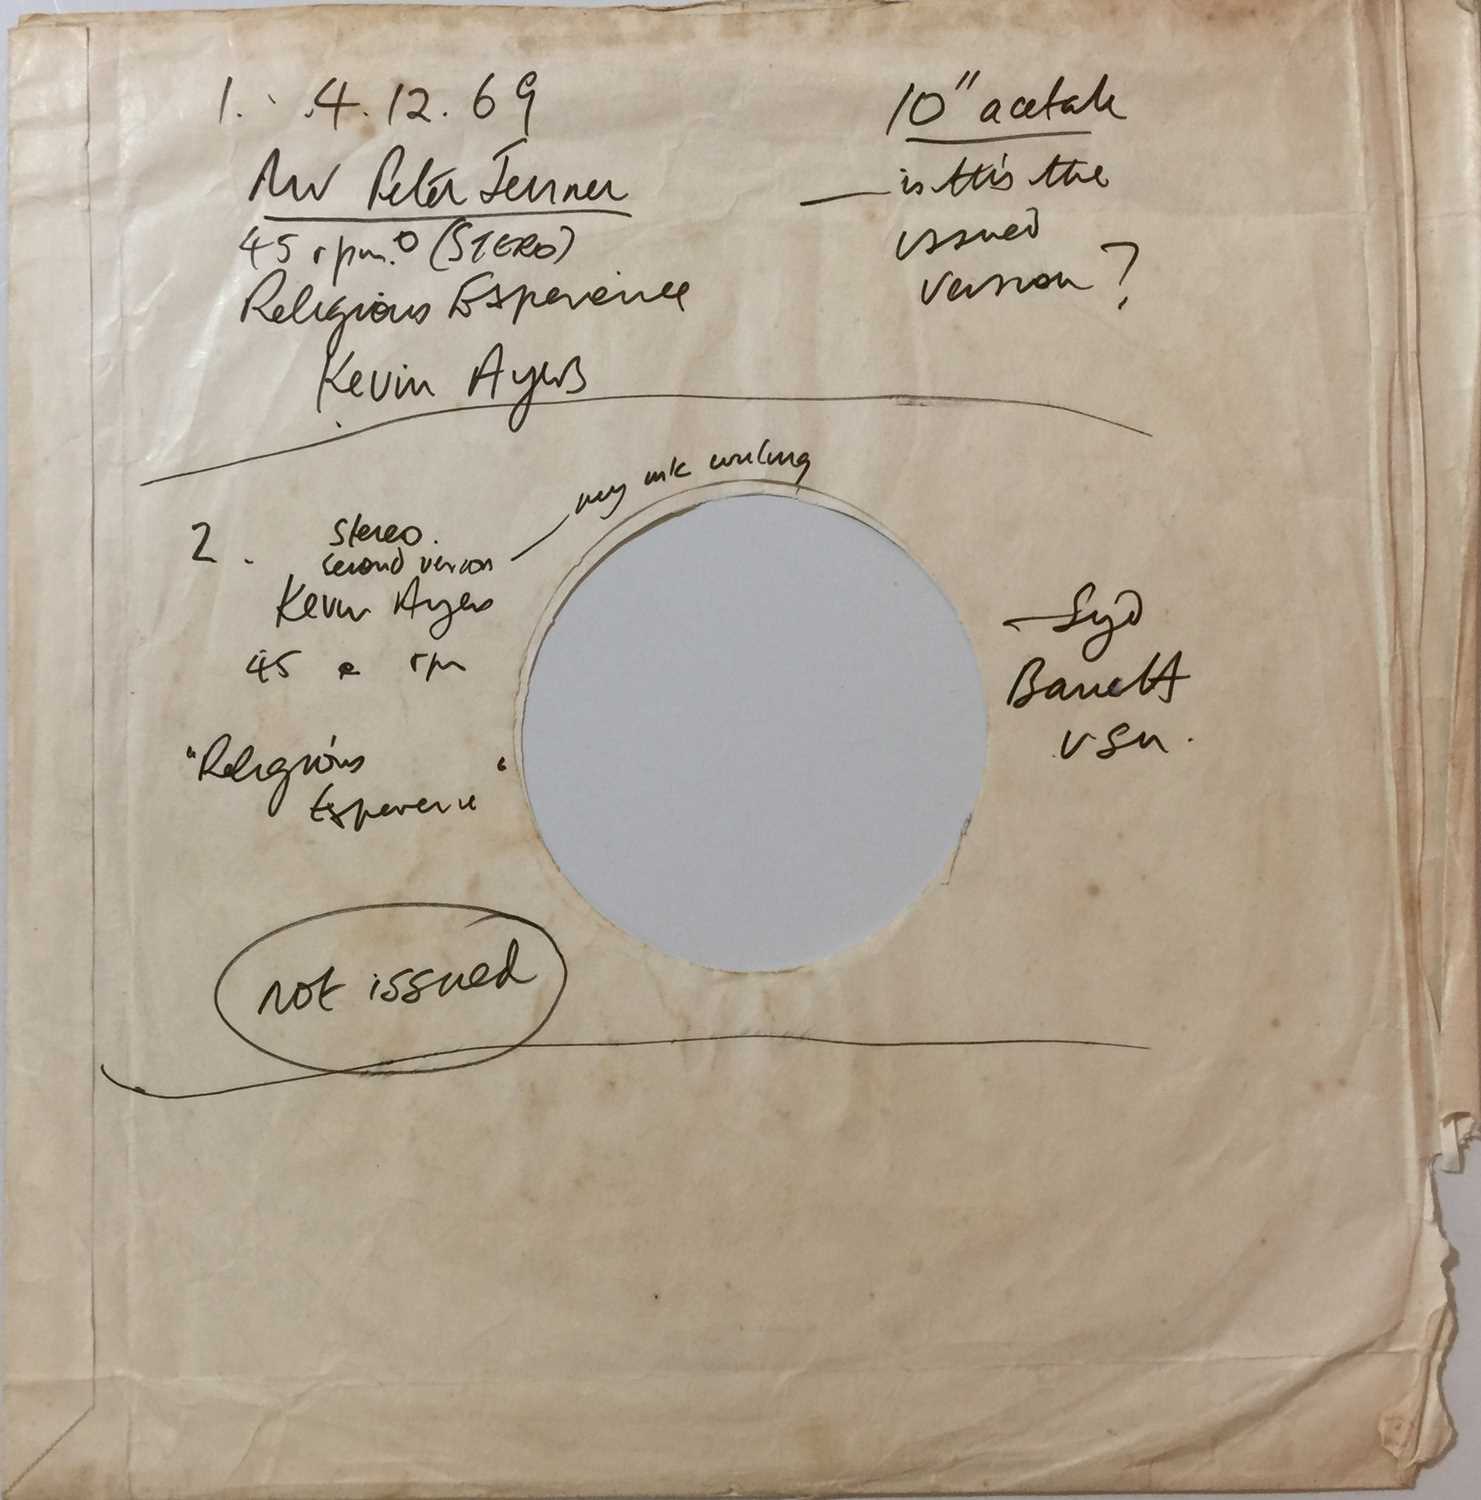 1. 4.12.69
Mr Peter Jenner
45 rpm. (STERO)
Religious Experience
Kevin Ayers
10" acetate
is this the
issued
version?
my ink writing
2. Stereo.
second version
Kevin Ayers
45 rpm
"Religious
Experience"
- Syd
Barrett
vsn.
not issued